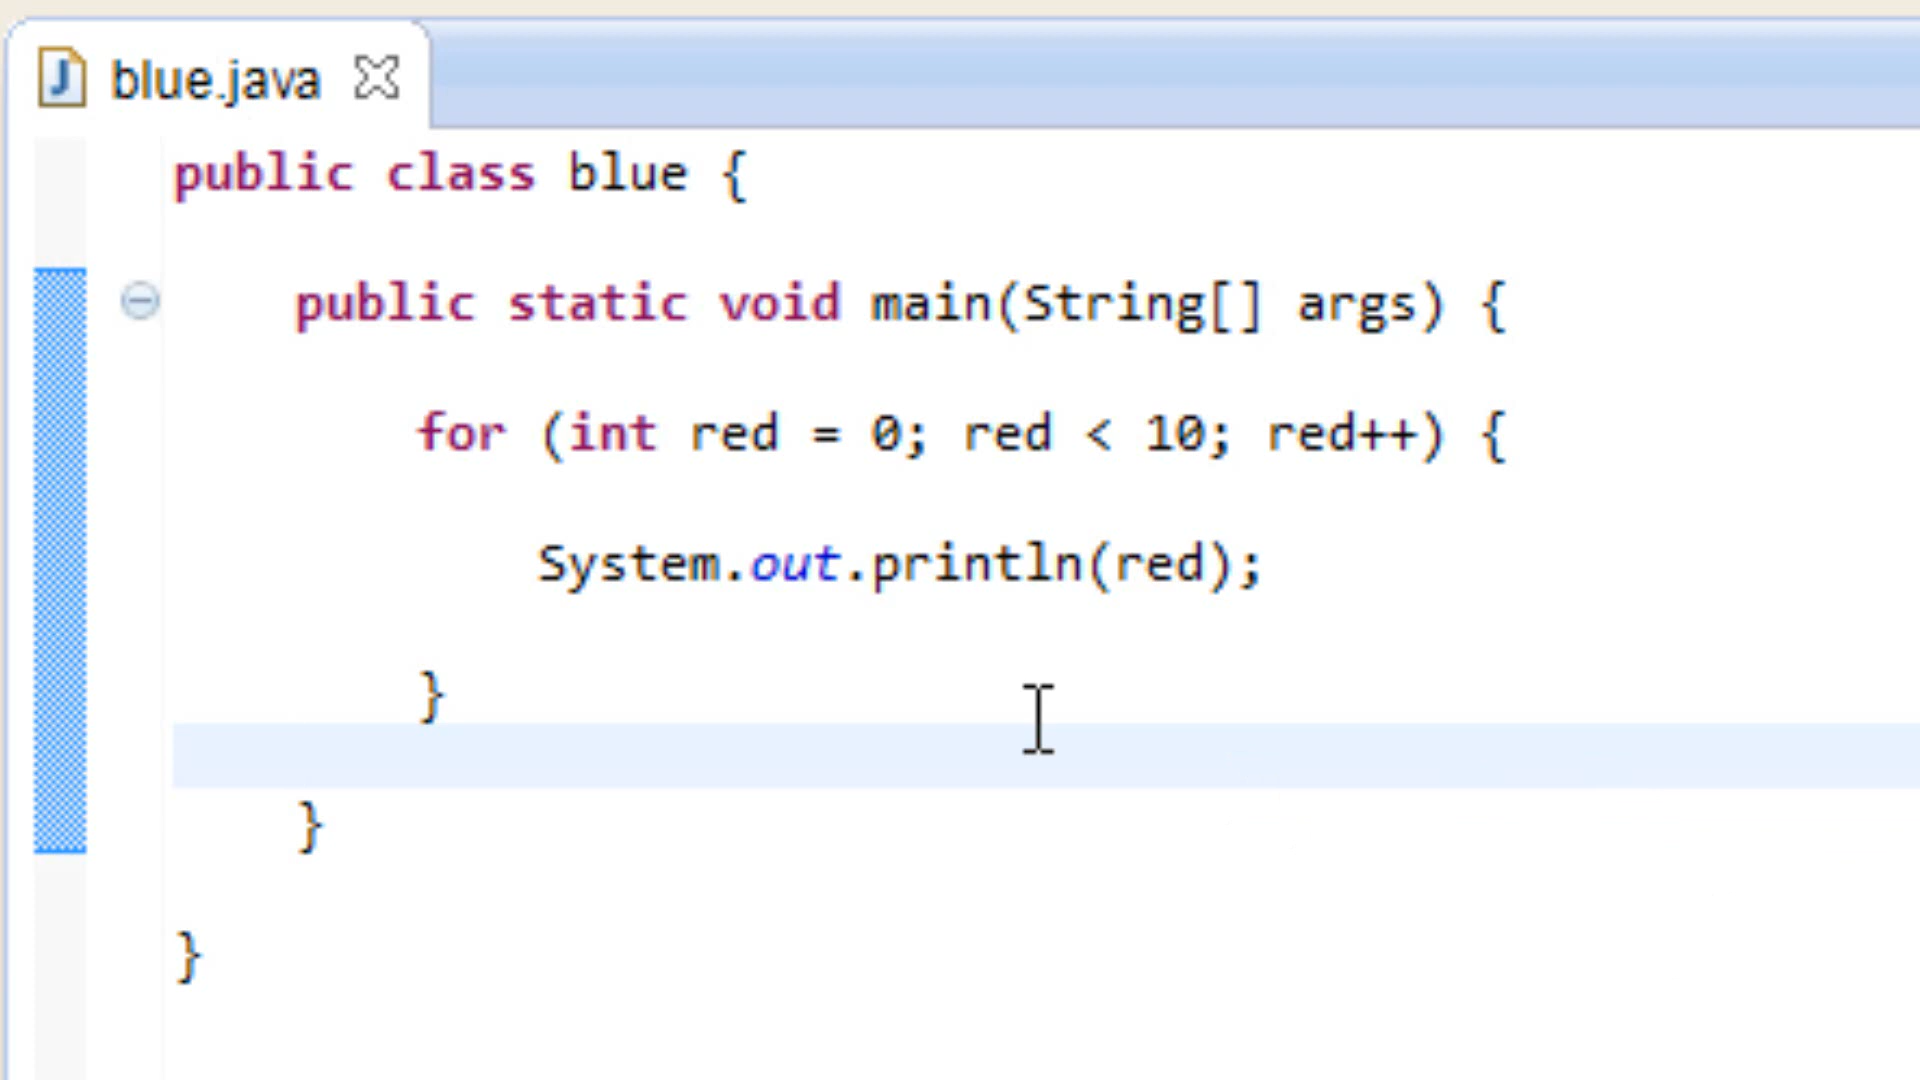 blue.java
public class blue {
public static void main(String[] args) {
for (int red = 0; red < 10; red++) {
System.out.println(red);
}
}
}